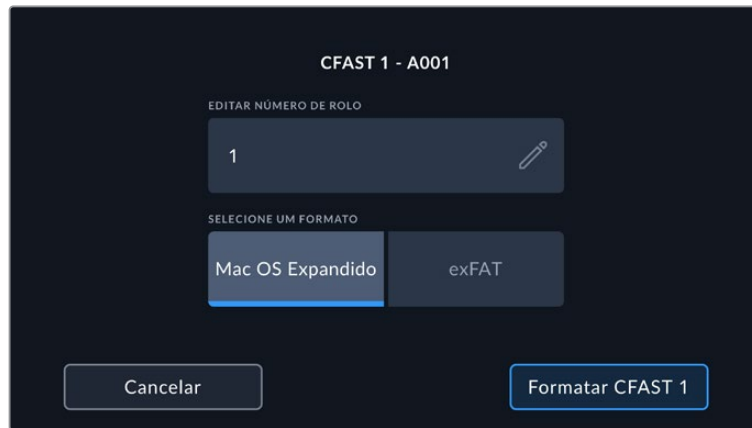 CFAST 1 - A001
EDITAR NÚMERO DE ROLO
1
SELECIONE UM FORMATO
Mac OS Expandido
exFAT
Cancelar
Formatar CFAST 1